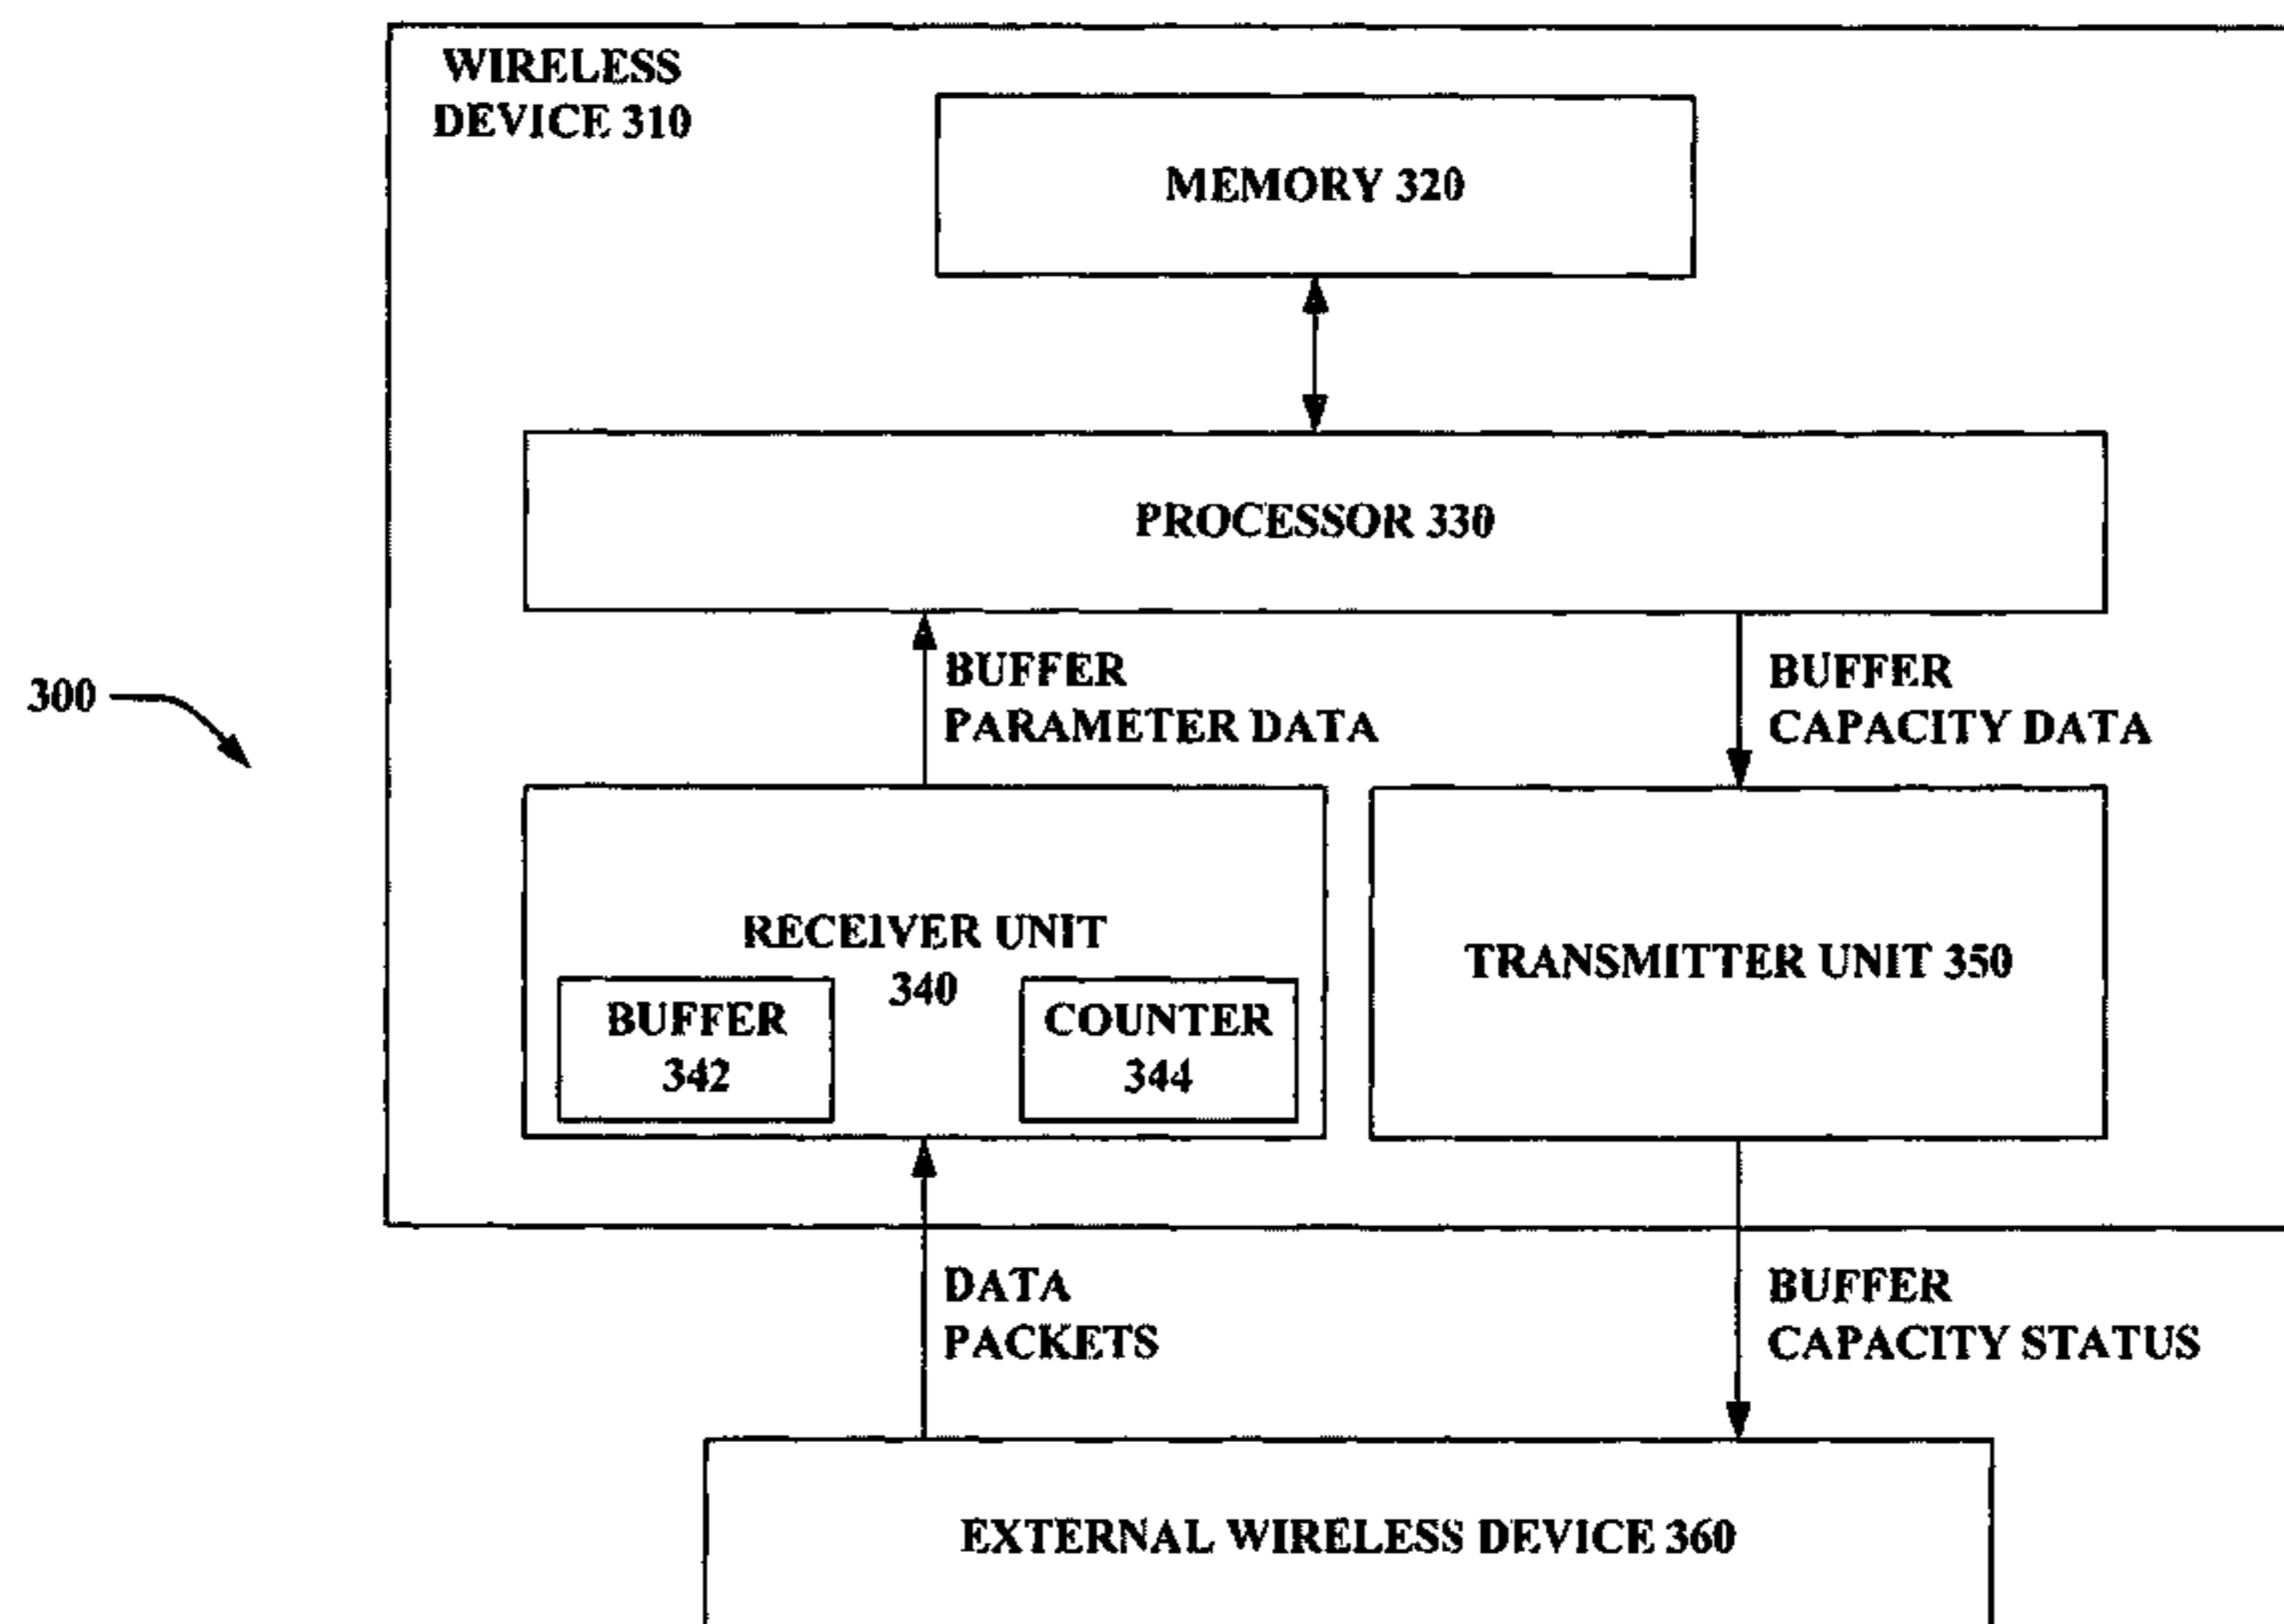 WIRELESS
DEVICE 310
MEMORY 320
PROCESSOR 330
300
BUFFER
PARAMETER DATA
BUFFER
CAPACITY DATA
RECEIVER UNIT
340
BUFFER
342
COUNTER
344
TRANSMITTER UNIT 350
DATA
PACKETS
BUFFER
CAPACITY STATUS
EXTERNAL WIRELESS DEVICE 360